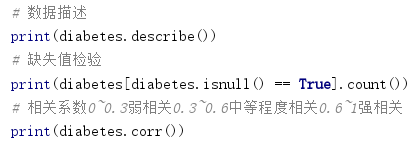 # 数据描述
print(diabetes.describe())
# 缺失值检验
print(diabetes[diabetes.isnull() == True].count())
# 相关系数0~0.3弱相关0.3~0.6中等程度相关0.6~1强相关
print(diabetes.corr())